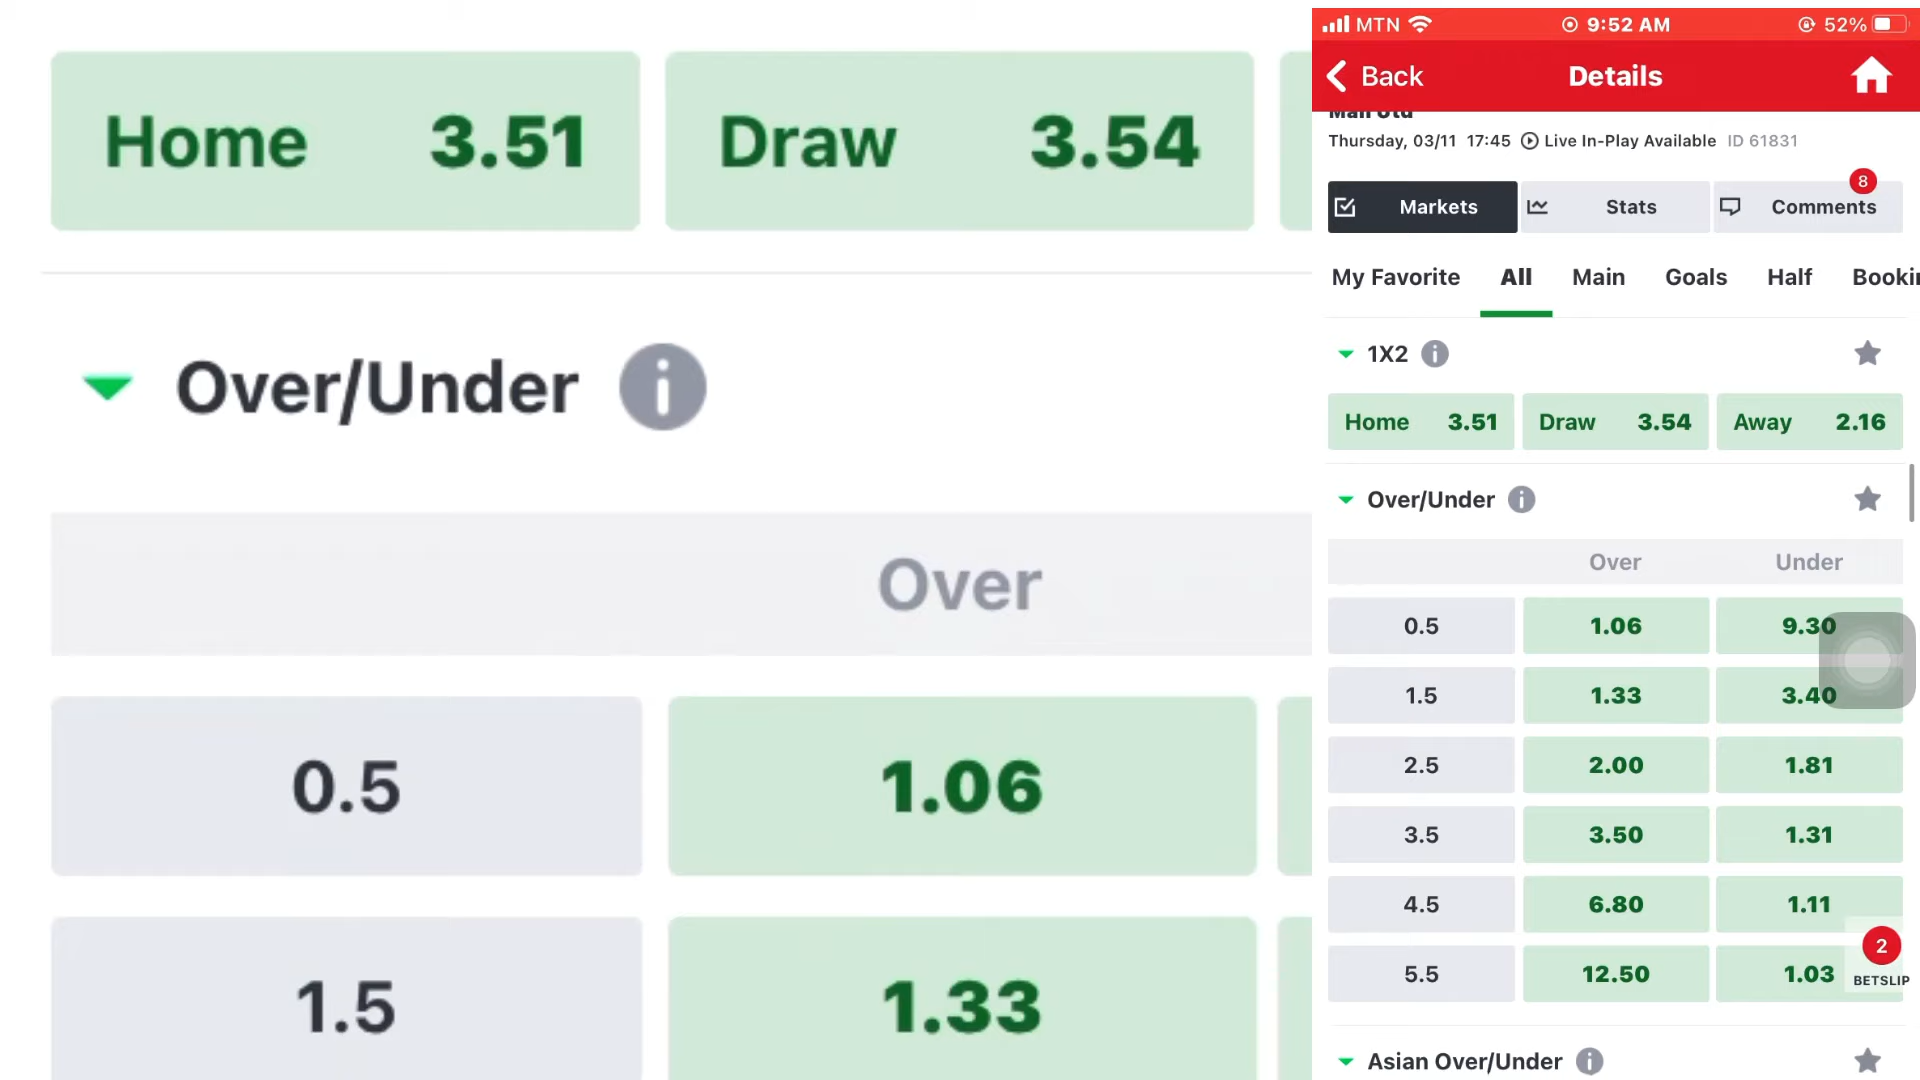 Home 3.51 Draw 3.54
Over/Under i
Over
0.5 1.06
1.5 1.33
MTN 9:52 AM 52%
Back Details
Man Utd
Thursday, 03/11 17:45 Live In-Play Available ID 61831
8
Markets Stats Comments
My Favorite All Main Goals Half Bookin
1X2 i
Home 3.51 Draw 3.54 Away 2.16
Over/Under i
Over Under
0.5 1.06 9.30
1.5 1.33 3.40
2.5 2.00 1.81
3.5 3.50 1.31
4.5 6.80 1.11
5.5 12.50 1.03
2
BETSLIP
Asian Over/Under i